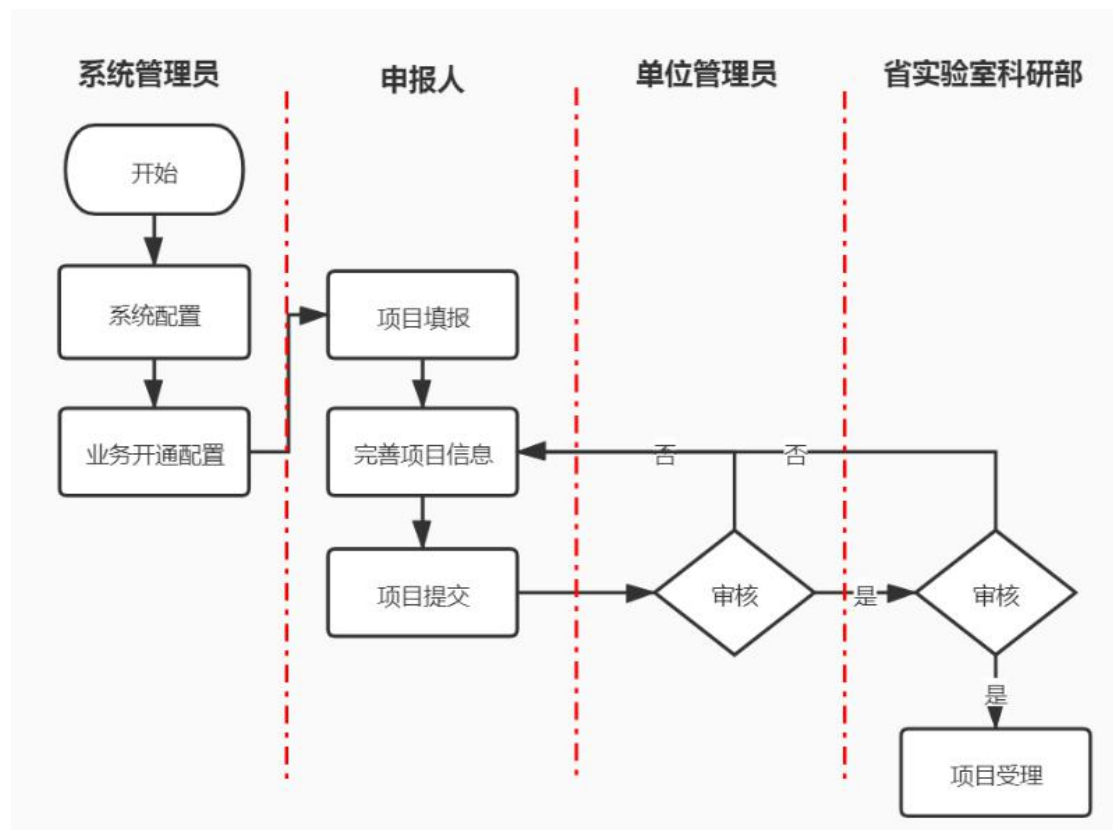 系统管理员
申报人
单位管理员
省实验室科研部
开始
系统配置
项目填报
业务开通配置
完善项目信息
否
否
项目提交
审核
是
审核
是
项目受理